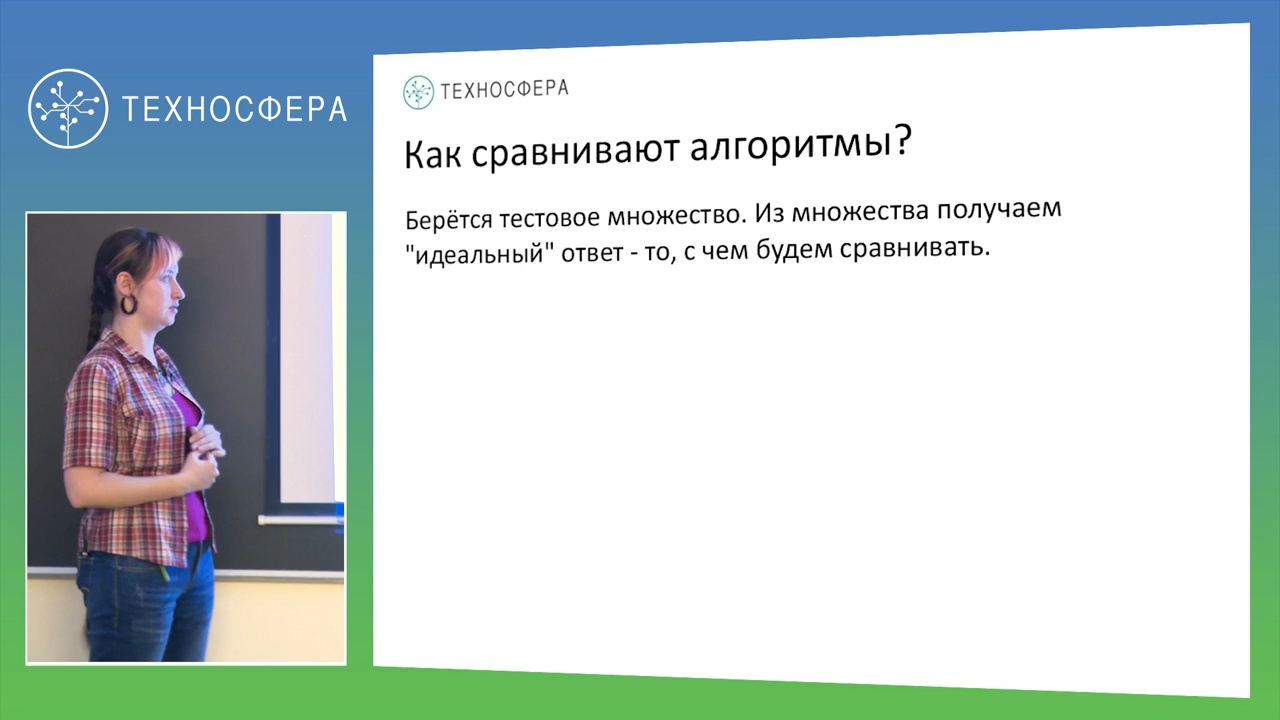 ТЕХНОСФЕРА
ТЕХНОСФЕРА
Как сравнивают алгоритмы?
Берётся тестовое множество. Из множества получаем
"идеальный" ответ - то, с чем будем сравнивать.